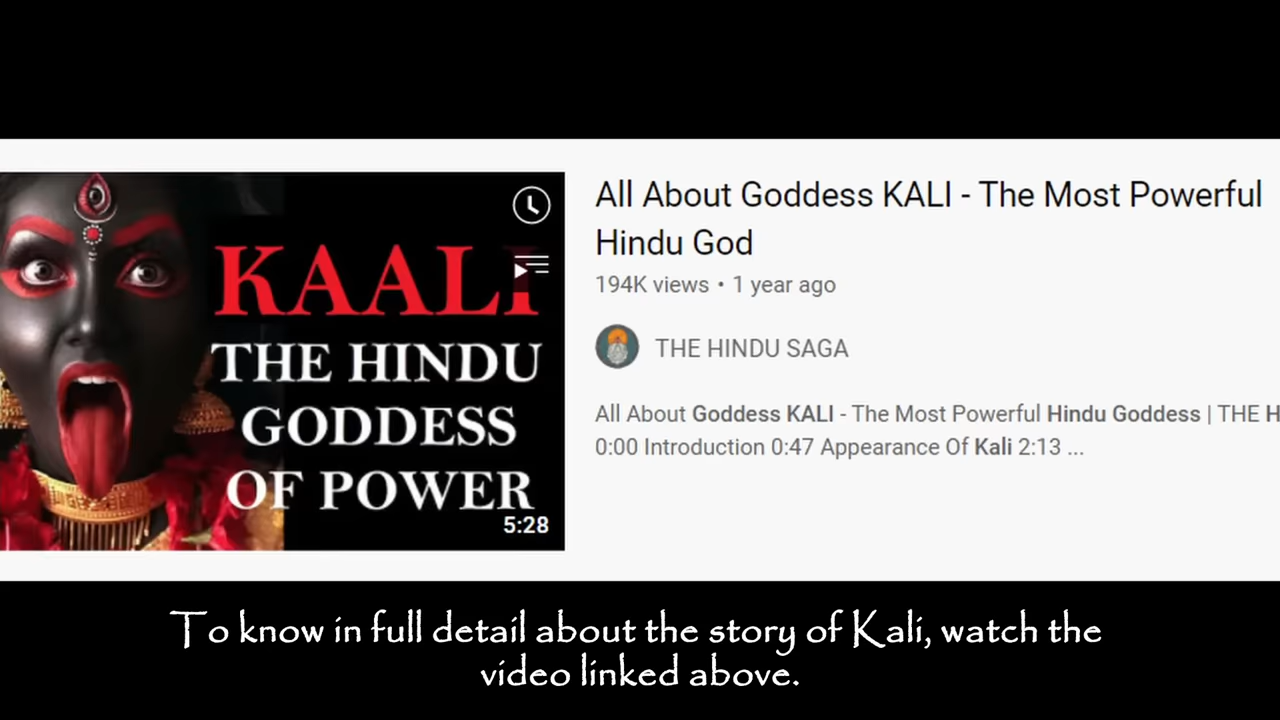 KAALI
THE HINDU
GODDESS
OF POWER
5:28
All About Goddess KALI - The Most Powerful
Hindu God
194K views • 1 year ago
THE HINDU SAGA
All About Goddess KALI - The Most Powerful Hindu Goddess | THE H
0:00 Introduction 0:47 Appearance Of Kali 2:13 ...
To know in full detail about the story of Kali, watch the
video linked above.